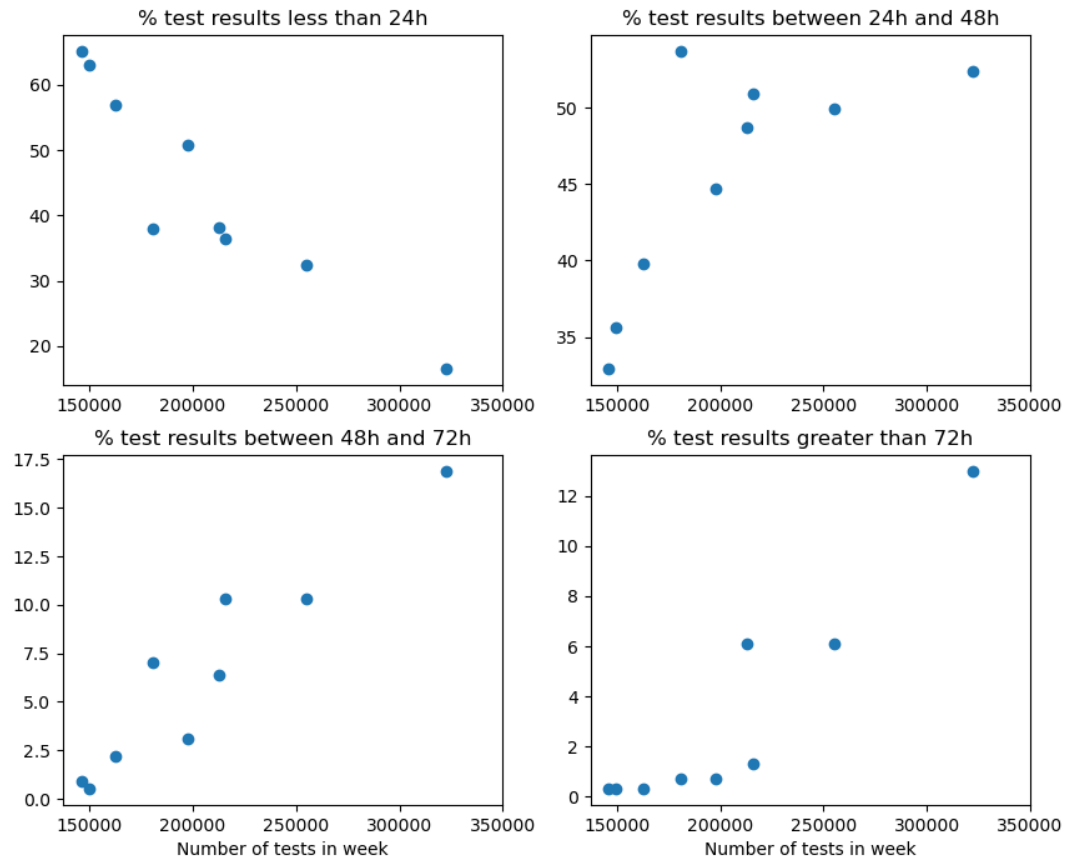 % test results less than 24h
60
50
40
30
20
150000 200000 250000 300000 350000
% test results between 24h and 48h
50
45
40
35
150000 200000 250000 300000 350000
% test results between 48h and 72h
17.5
15.0
12.5
10.0
7.5
5.0
2.5
0.0
150000 200000 250000 300000 350000
Number of tests in week
% test results greater than 72h
12
10
8
6
4
2
0
150000 200000 250000 300000 350000
Number of tests in week